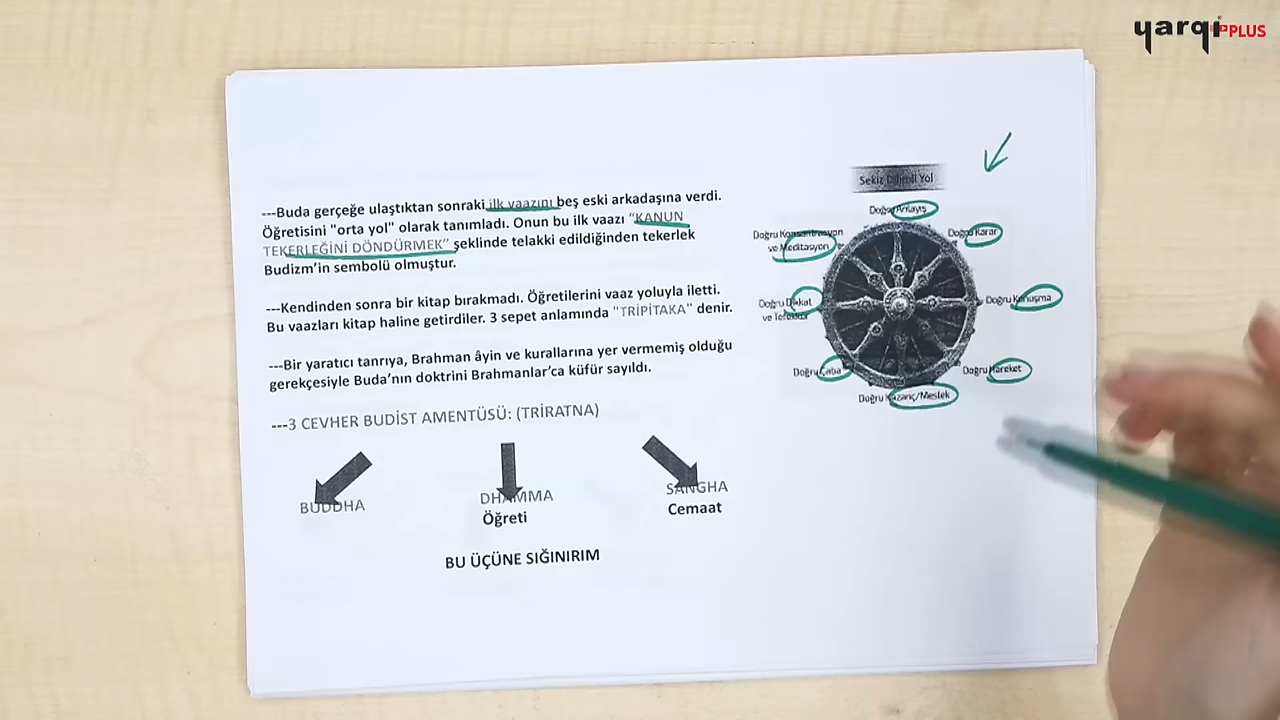 yargı PLUS
---Buda gerçeğe ulaştıktan sonraki ilk vaazını beş eski arkadaşına verdi.
Öğretisini "orta yol" olarak tanımladı. Onun bu ilk vaazı "KANUN
TEKERLEĞİNİ DÖNDÜRMEK" şeklinde telakki edildiğinden tekerlek
Budizm'in sembolü olmuştur.
---Kendinden sonra bir kitap bırakmadı. Öğretilerini vaaz yoluyla iletti.
Bu vaazları kitap haline getirdiler. 3 sepet anlamında "TRİPİTAKA" denir.
---Bir yaratıcı tanrıya, Brahman âyin ve kurallarına yer vermemiş olduğu
gerekçesiyle Buda'nın doktrini Brahmanlar'ca küfür sayıldı.
---3 CEVHER BUDİST AMENTÜSÜ: (TRİRATNA)
BUDDHA
DHAMMA
Öğreti
SANGHA
Cemaat
BU ÜÇÜNE SIĞINIRIM
Sekiz Dilimli Yol
Doğru Anlayış
Doğru Karar
Doğru Konuşma
Doğru Hareket
Doğru Kazanç/Meslek
Doğru Çaba
Doğru Dikkat
ve Tefekkür
Doğru Konsantrasyon
ve Meditasyon